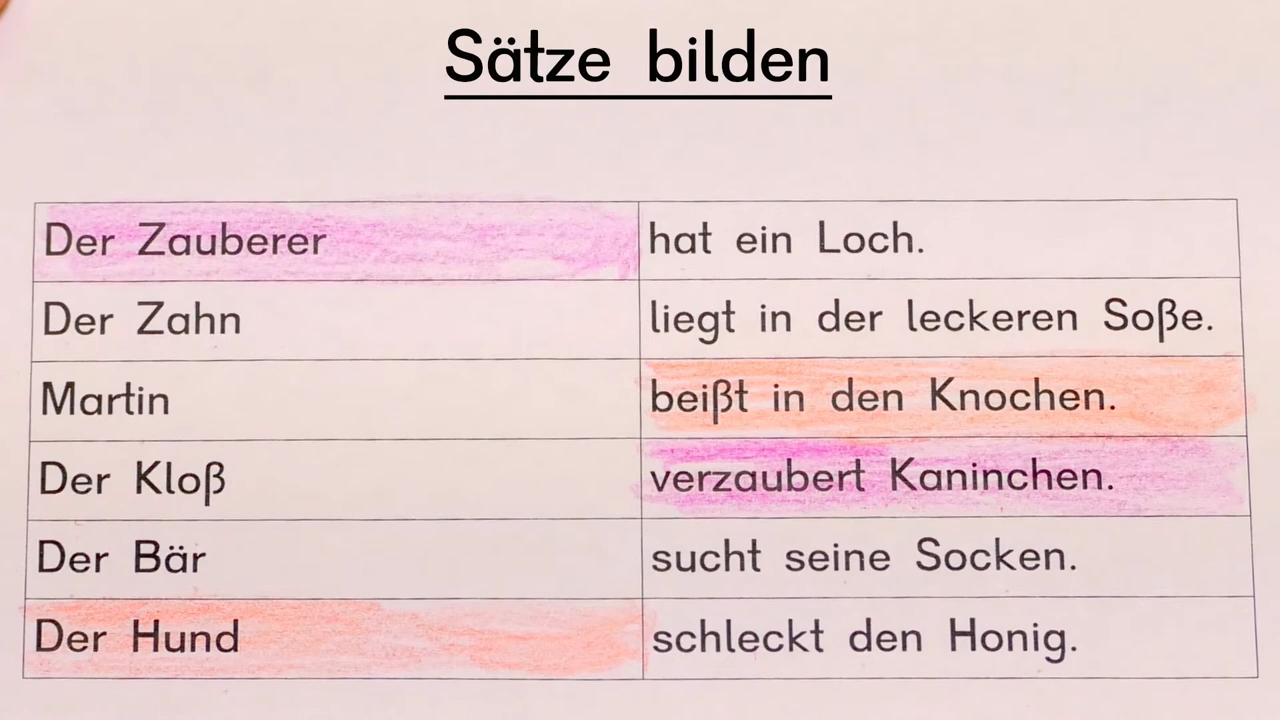 Sätze bilden
Der Zauberer hat ein Loch.
Der Zahn liegt in der leckeren Soße.
Martin beißt in den Knochen.
Der Kloß verzaubert Kaninchen.
Der Bär sucht seine Socken.
Der Hund schleckt den Honig.